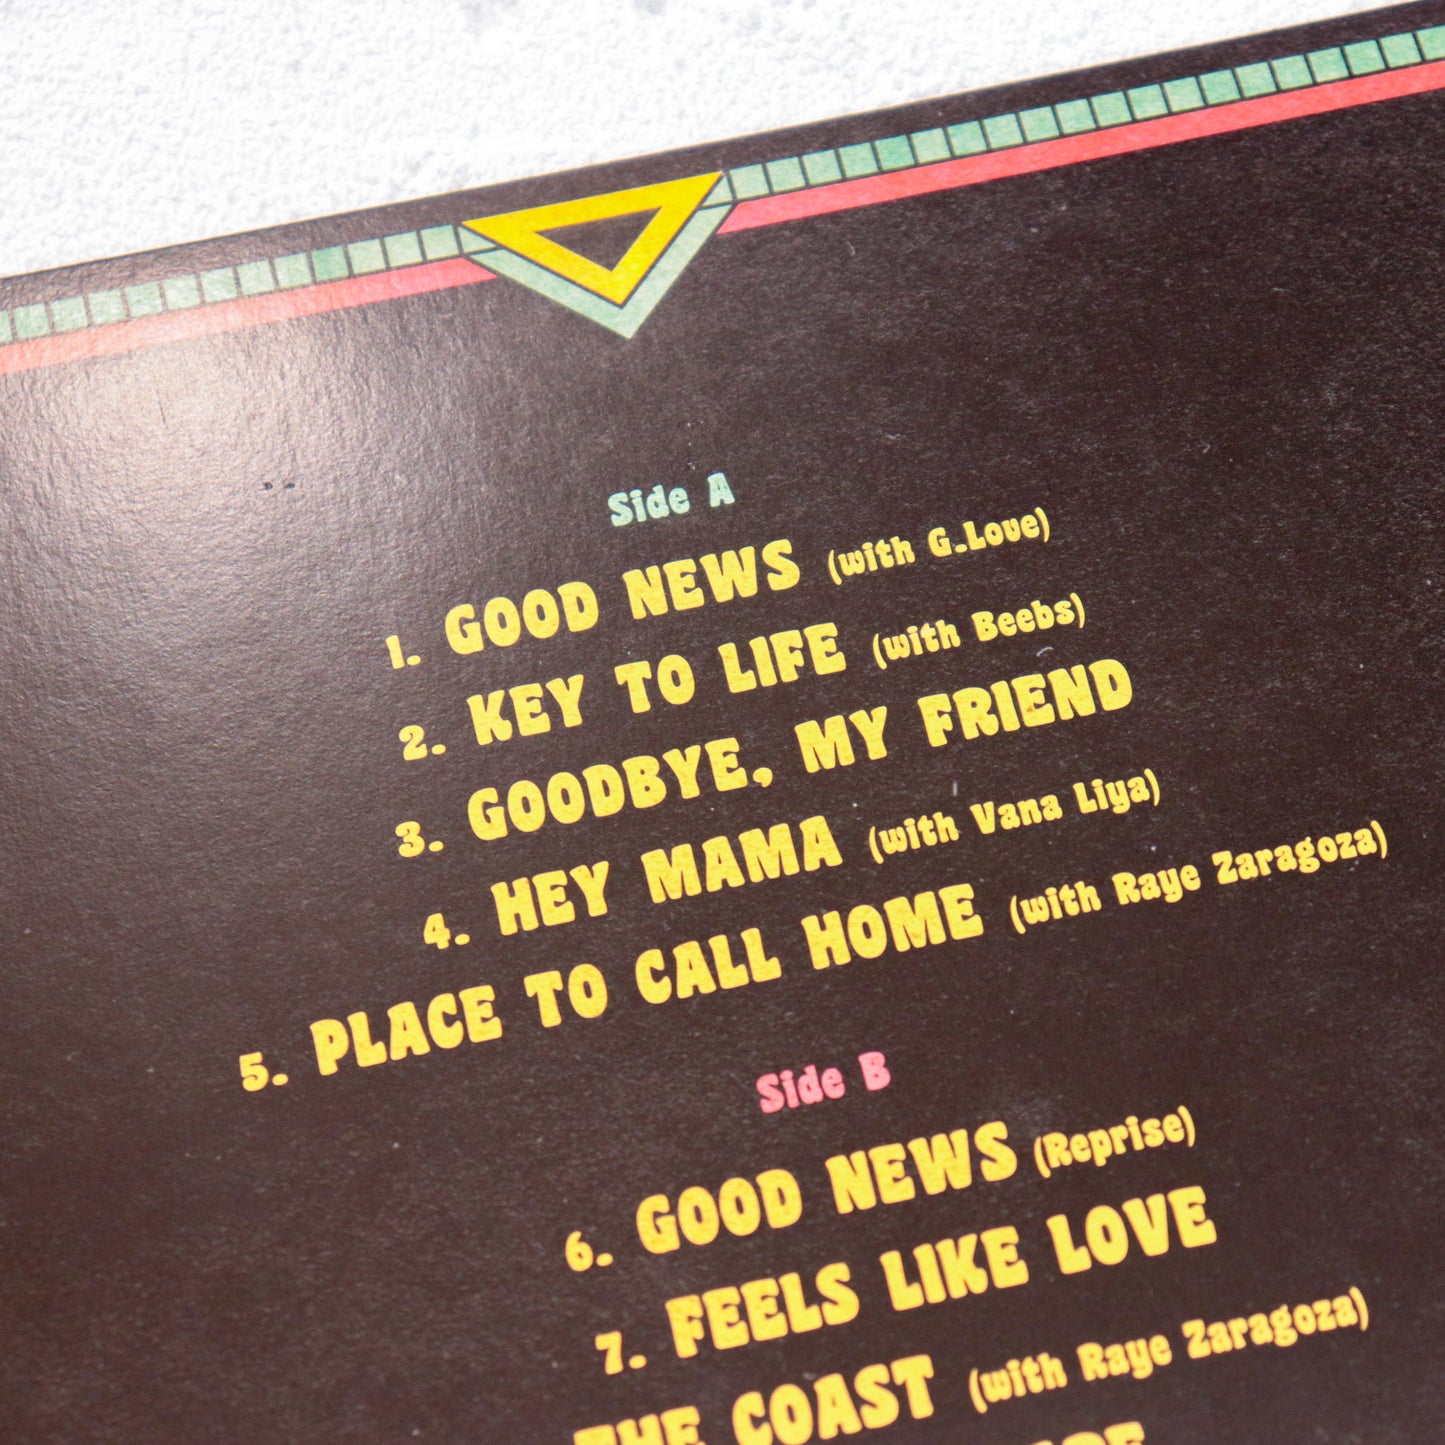 Side A
1. GOOD NEWS (with G.Love)
2. KEY TO LIFE (with Beebs)
3. GOODBYE, MY FRIEND
4. HEY MAMA (with Vana Liya)
5. PLACE TO CALL HOME (with Raye Zaragoza)
Side B
6. GOOD NEWS (Reprise)
7. FEELS LIKE LOVE
THE COAST (with Raye Zaragoza)